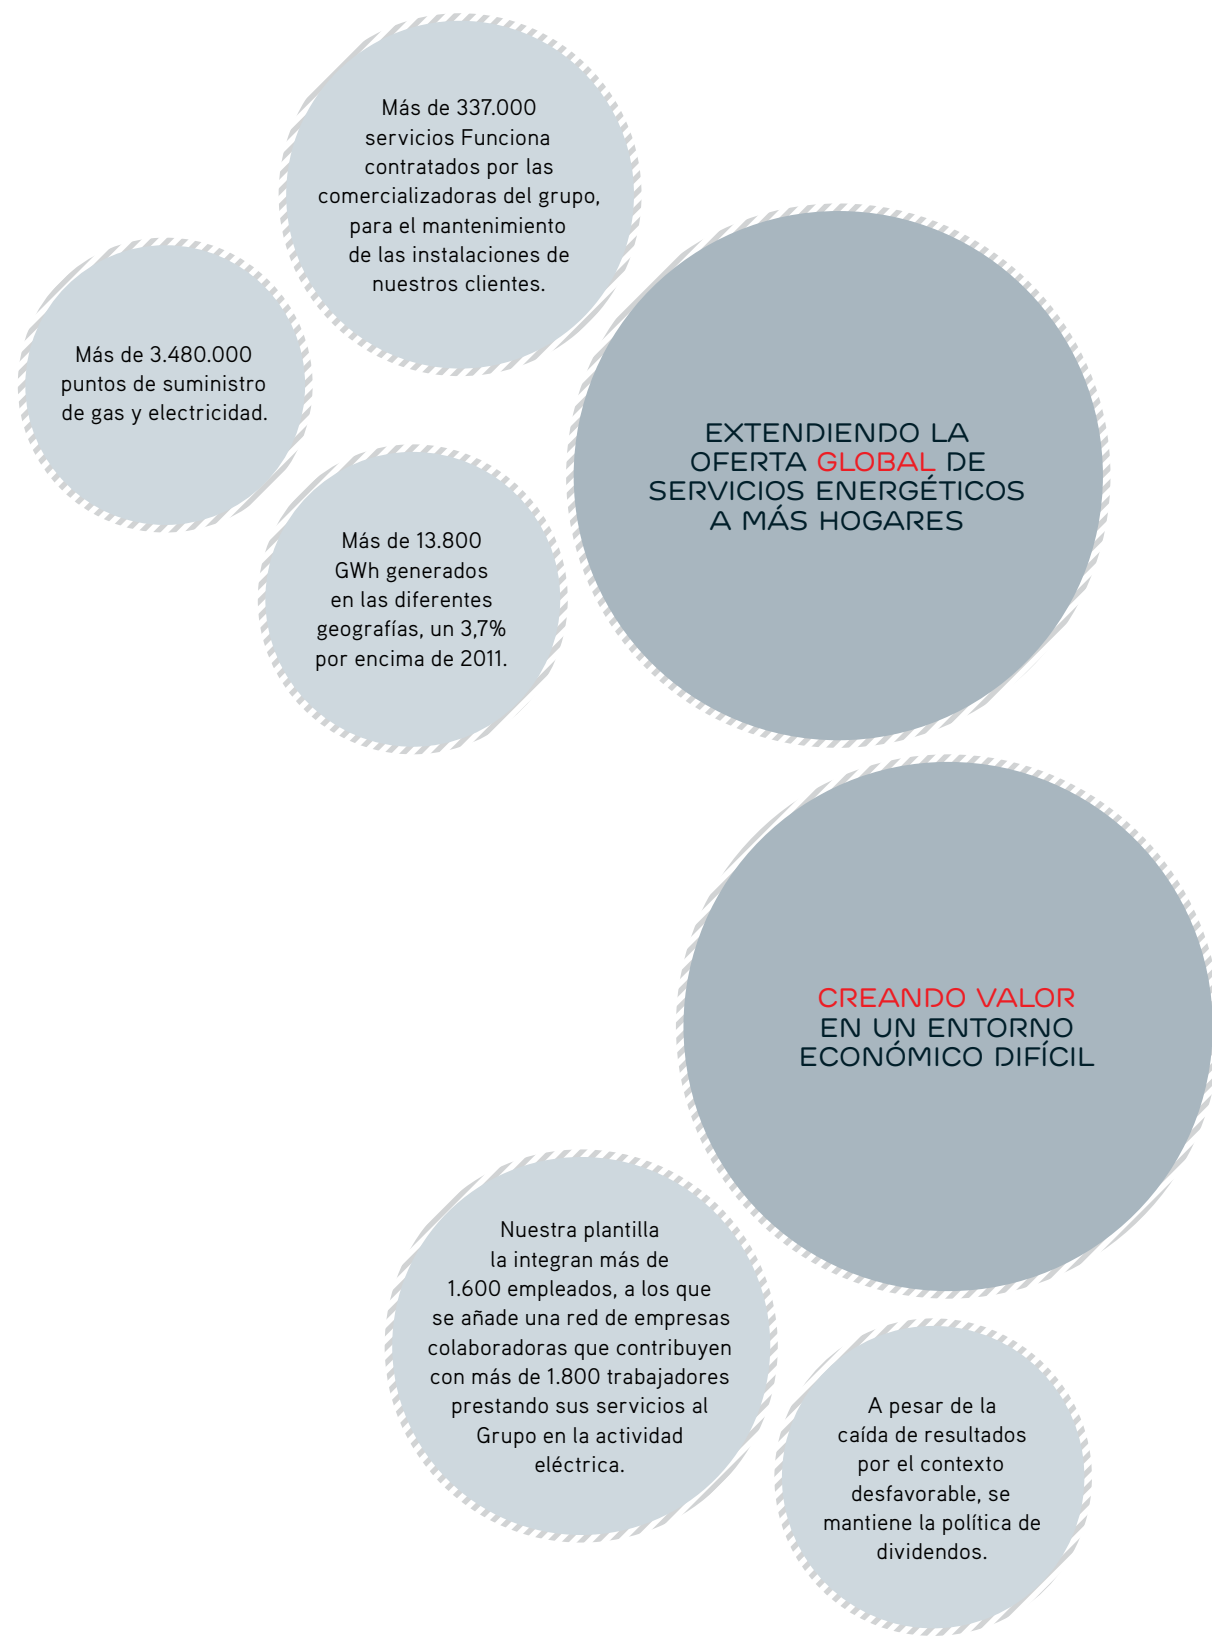 Más de 337.000
servicios Funciona
contratados por las
comercializadoras del grupo,
para el mantenimiento
de las instalaciones de
nuestros clientes.
Más de 3.480.000
puntos de suministro
de gas y electricidad.
Más de 13.800
GWh generados
en las diferentes
geografías, un 3,7%
por encima de 2011.
EXTENDIENDO LA
OFERTA GLOBAL DE
SERVICIOS ENERGÉTICOS
A MÁS HOGARES
CREANDO VALOR
EN UN ENTORNO
ECONÓMICO DIFÍCIL
Nuestra plantilla
la integran más de
1.600 empleados, a los que
se añade una red de empresas
colaboradoras que contribuyen
con más de 1.800 trabajadores
prestando sus servicios al
Grupo en la actividad
eléctrica.
A pesar de la
caída de resultados
por el contexto
desfavorable, se
mantiene la política de
dividendos.